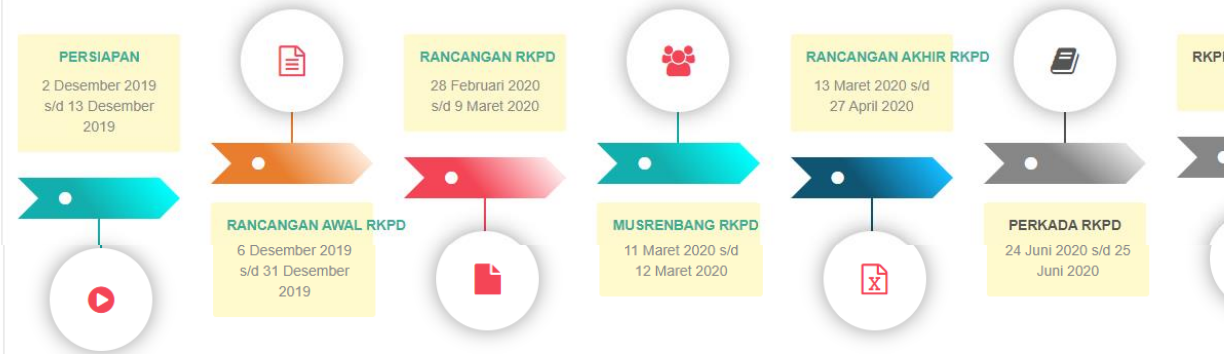 PERSIAPAN
2 Desember 2019
s/d 13 Desember
2019
RANCANGAN AWAL RKPD
6 Desember 2019
s/d 31 Desember
2019
RANCANGAN RKPD
28 Februari 2020
s/d 9 Maret 2020
MUSRENBANG RKPD
11 Maret 2020 s/d
12 Maret 2020
RANCANGAN AKHIR RKPD
13 Maret 2020 s/d
27 April 2020
X
PERKADA RKPD
24 Juni 2020 s/d 25
Juni 2020